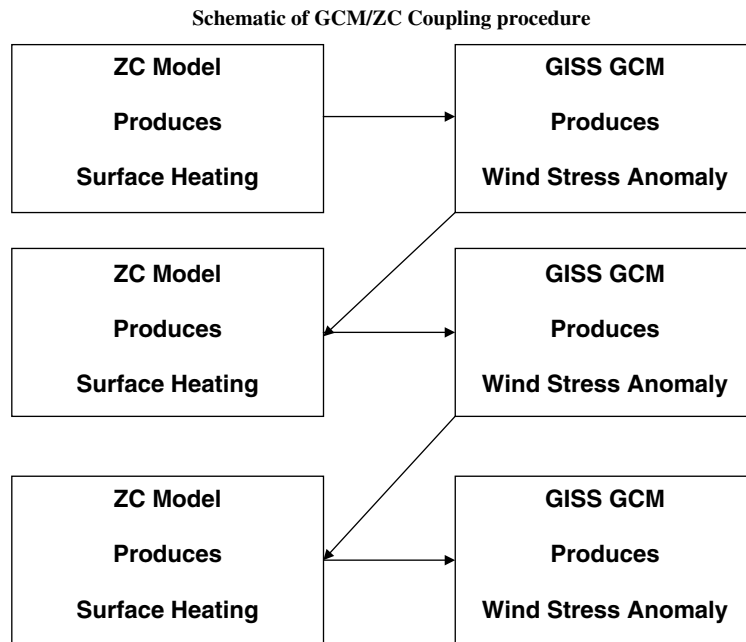 Schematic of GCM/ZC Coupling procedure
ZC Model
Produces
Surface Heating
GISS GCM
Produces
Wind Stress Anomaly
ZC Model
Produces
Surface Heating
GISS GCM
Produces
Wind Stress Anomaly
ZC Model
Produces
Surface Heating
GISS GCM
Produces
Wind Stress Anomaly